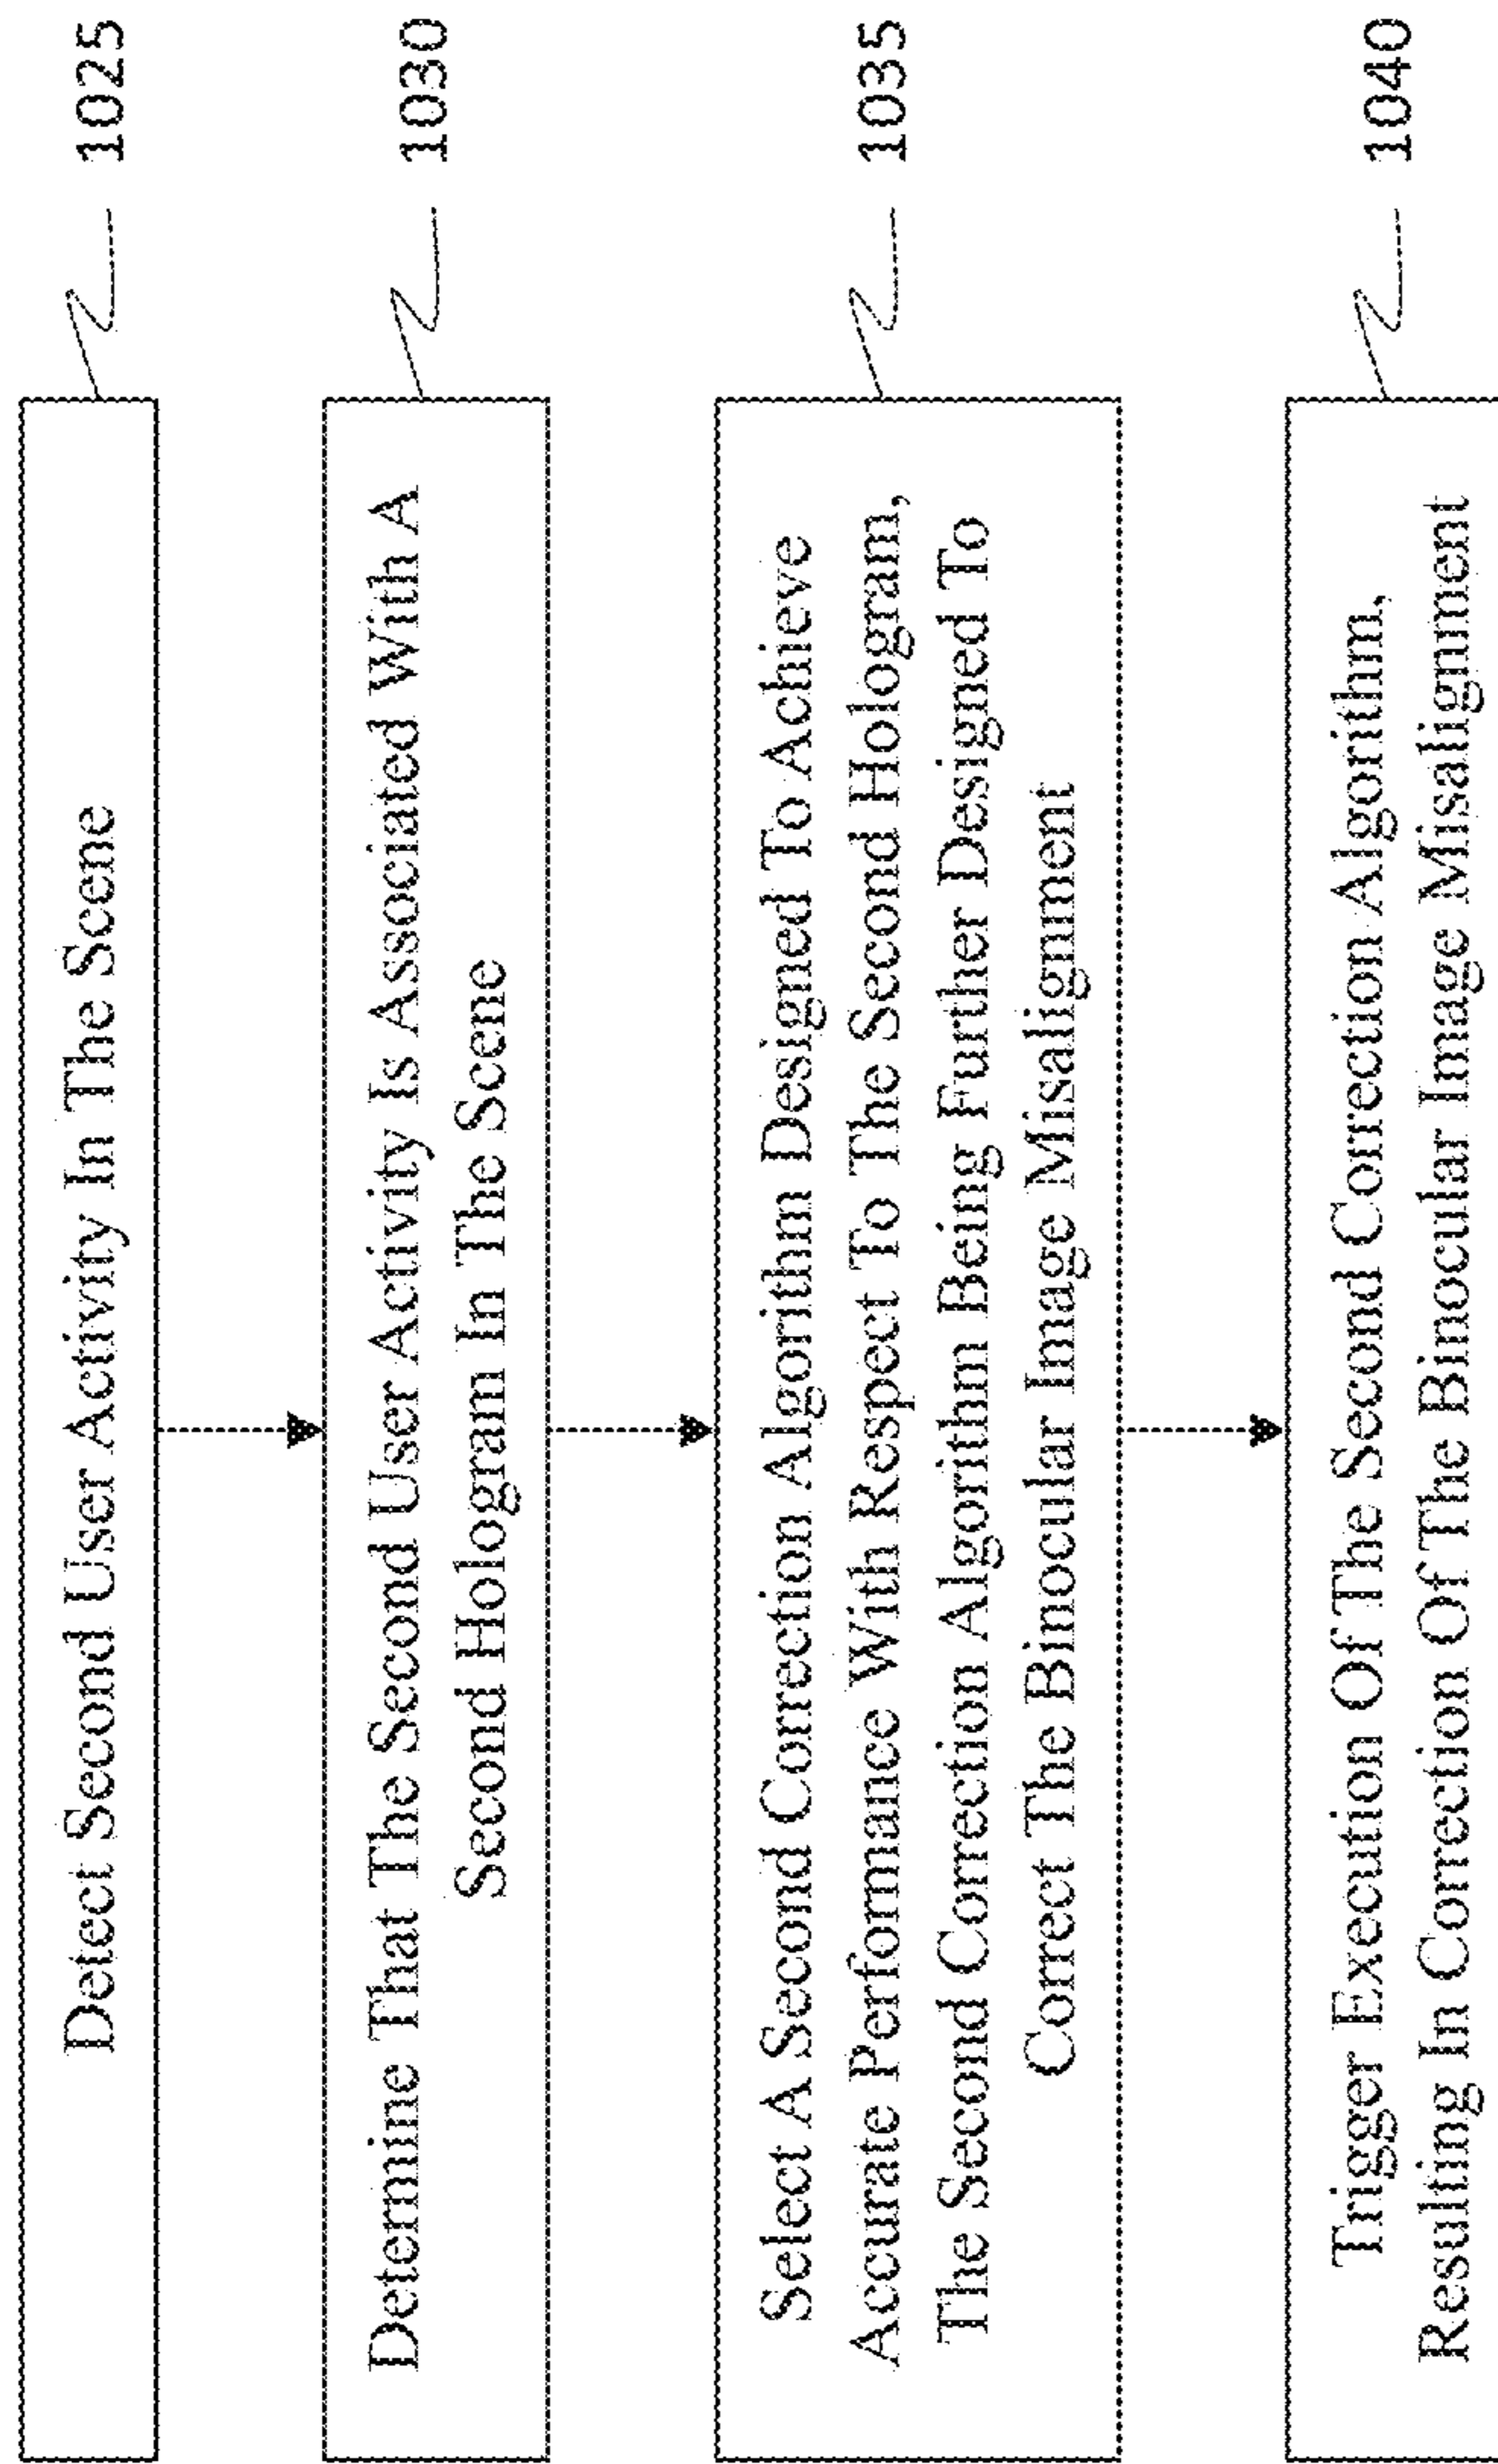 Detect Second User Activity In The Scene
1025
Determine That The Second User Activity Is Associated With A
Second Hologram In The Scene
1030
Select A Second Correction Algorithm Designed To Achieve
Accurate Performance With Respect To The Second Hologram,
The Second Correction Algorithm Being Further Designed To
Correct The Binocular Image Misalignment
1035
Trigger Execution Of The Second Correction Algorithm,
Resulting In Correction Of The Binocular Image Misalignment
1040